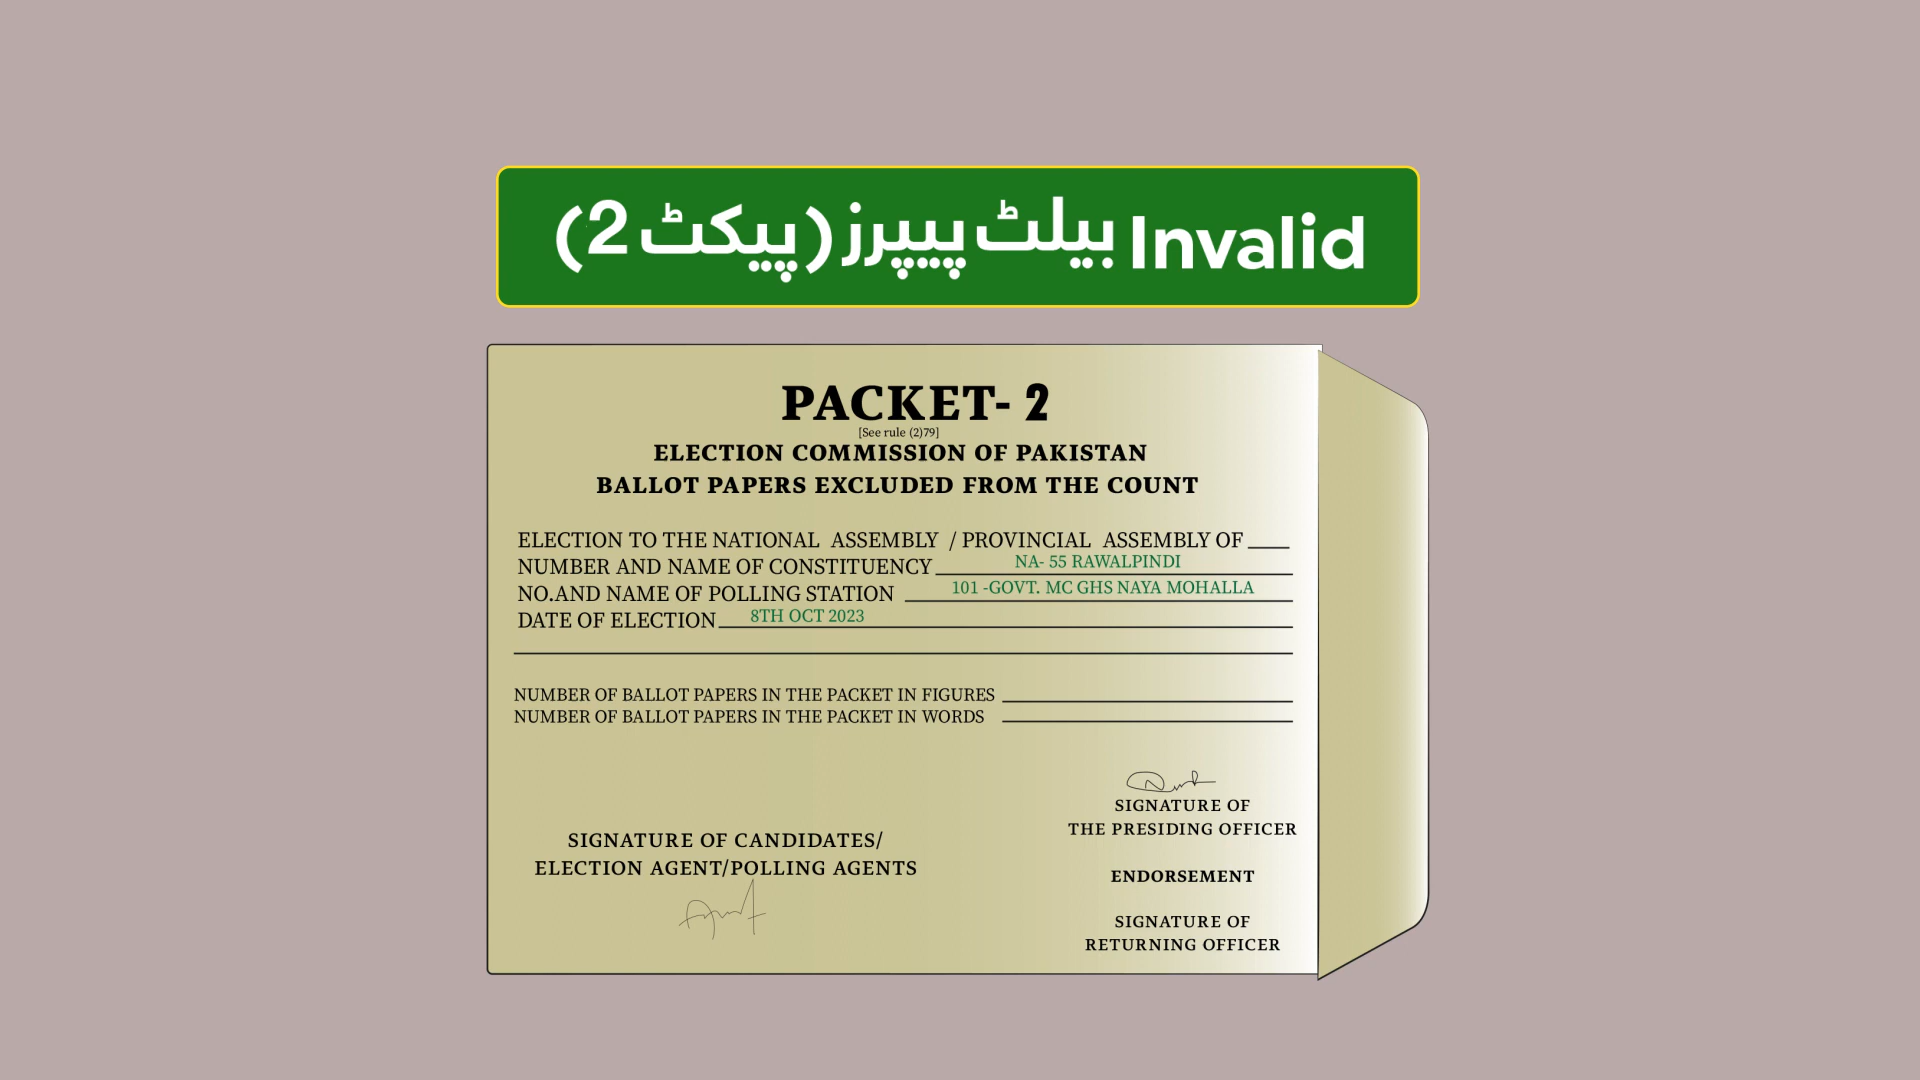 Invalid بیلٹ پیپرز (پیکٹ 2)
PACKET- 2
[See rule (2)79]
ELECTION COMMISSION OF PAKISTAN
BALLOT PAPERS EXCLUDED FROM THE COUNT
ELECTION TO THE NATIONAL ASSEMBLY / PROVINCIAL ASSEMBLY OF ____
NUMBER AND NAME OF CONSTITUENCY NA- 55 RAWALPINDI
NO.AND NAME OF POLLING STATION 101 -GOVT. MC GHS NAYA MOHALLA
DATE OF ELECTION 8TH OCT 2023
NUMBER OF BALLOT PAPERS IN THE PACKET IN FIGURES
NUMBER OF BALLOT PAPERS IN THE PACKET IN WORDS
SIGNATURE OF
THE PRESIDING OFFICER
SIGNATURE OF CANDIDATES/
ELECTION AGENT/POLLING AGENTS
ENDORSEMENT
SIGNATURE OF
RETURNING OFFICER